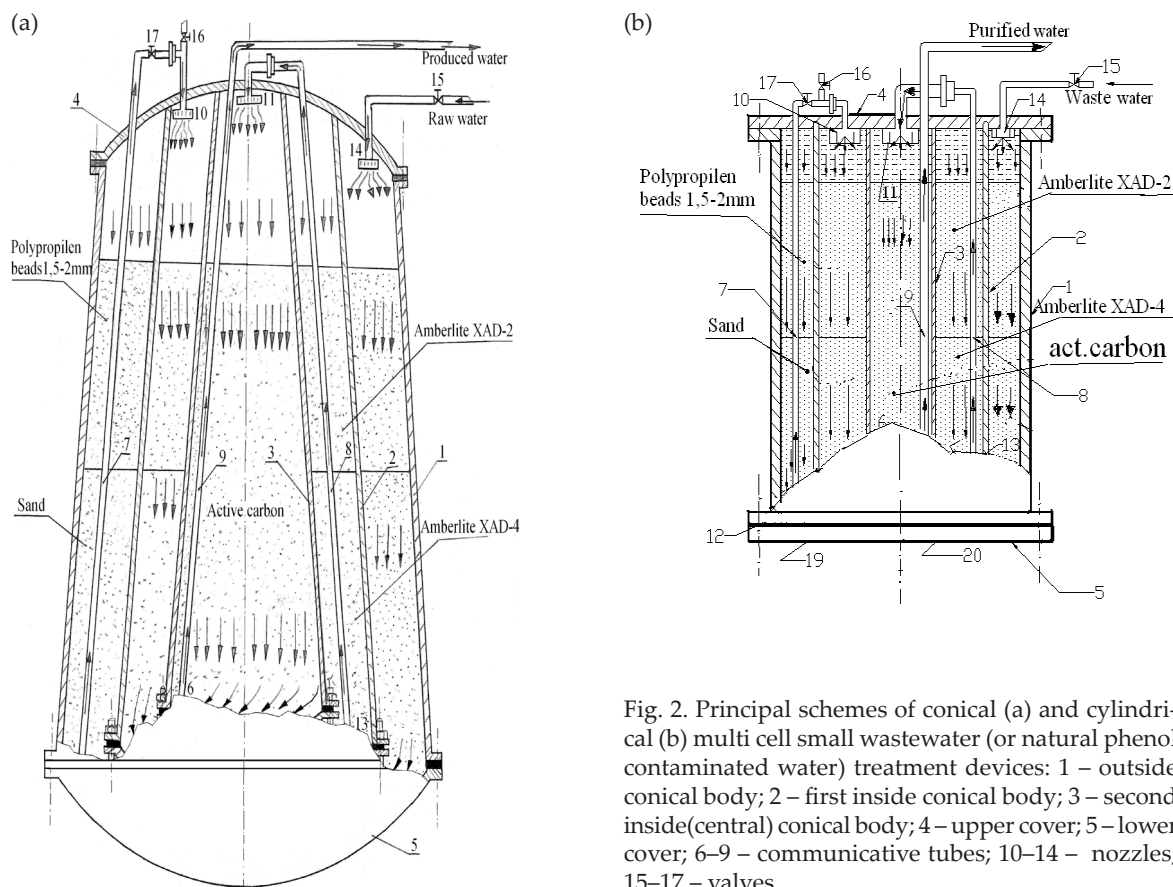 (a)
17
16
Produced water
11
15
10
Raw water
4
14
Polypropilen
beads1,5-2mm
Amberlite XAD-2
7
9
3
8
2
1
Sand
Active carbon
Amberlite XAD-4
6
13
5
(b)
Purified water
16
15
17
4
Waste water
10
14
Polypropilen
beads 1,5-2mm
11
Amberlite XAD-2
2
3
1
7
9
Amberlite XAD-4
Sand
act.carbon
8
6
13
12
19
20
5
Fig. 2. Principal schemes of conical (a) and cylindri-
cal (b) multi cell small wastewater (or natural phenol
contaminated water) treatment devices: 1 – outside
conical body; 2 – first inside conical body; 3 – second
inside(central) conical body; 4 – upper cover; 5 – lower
cover; 6–9 – communicative tubes; 10–14 – nozzles,
15–17 – valves